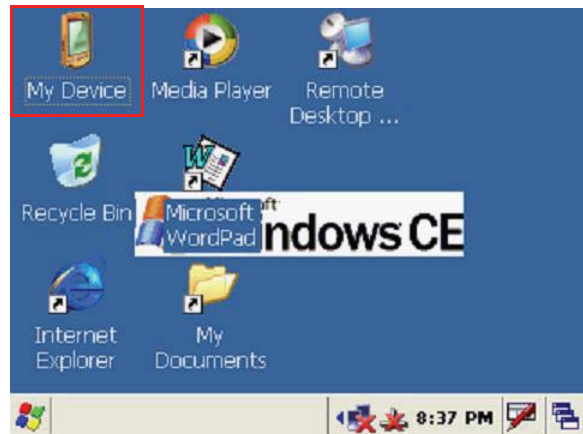 My Device
Media Player
Remote
Desktop ...
Recycle Bin
Microsoft
WordPad
ndows CE
Internet
Explorer
My
Documents
8:37 PM